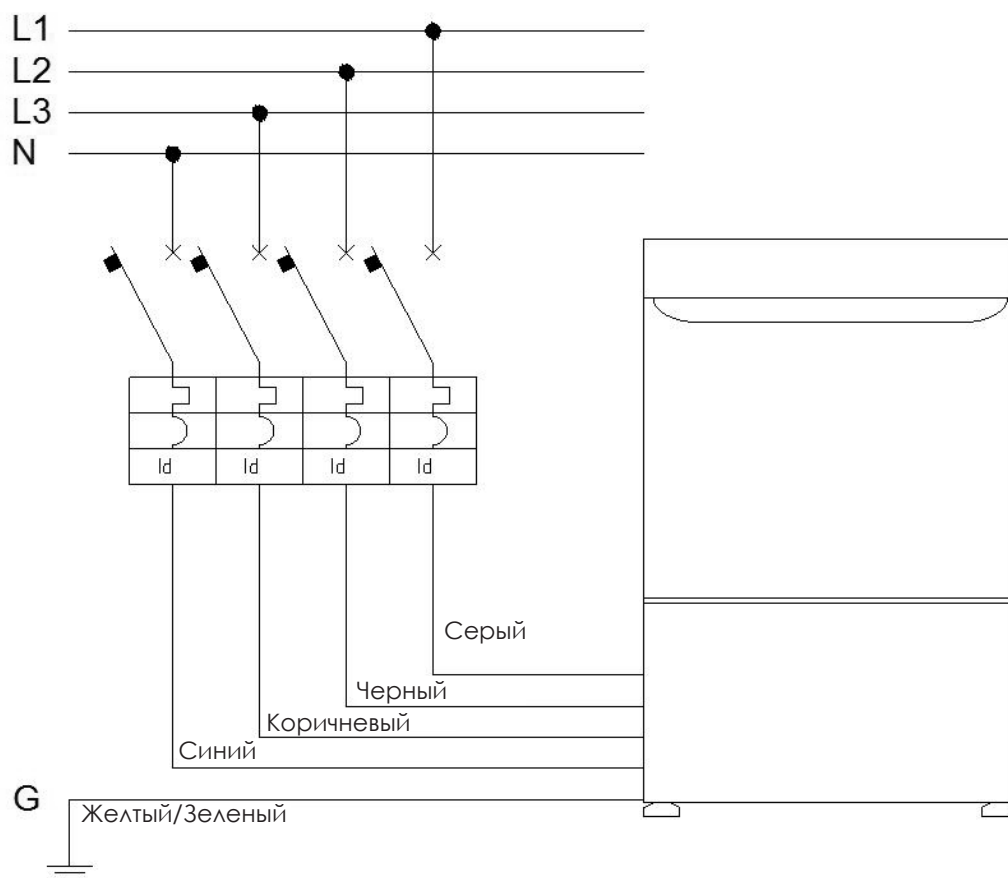 L1
L2
L3
N
Id Id Id Id
Серый
Черный
Коричневый
Синий
G
Желтый/Зеленый